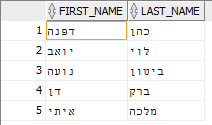 FIRST_NAME LAST_NAME
1 דפנה כהן
2 יואב לוי
3 נועה ביטון
4 דן ברק
5 איתי מלכה